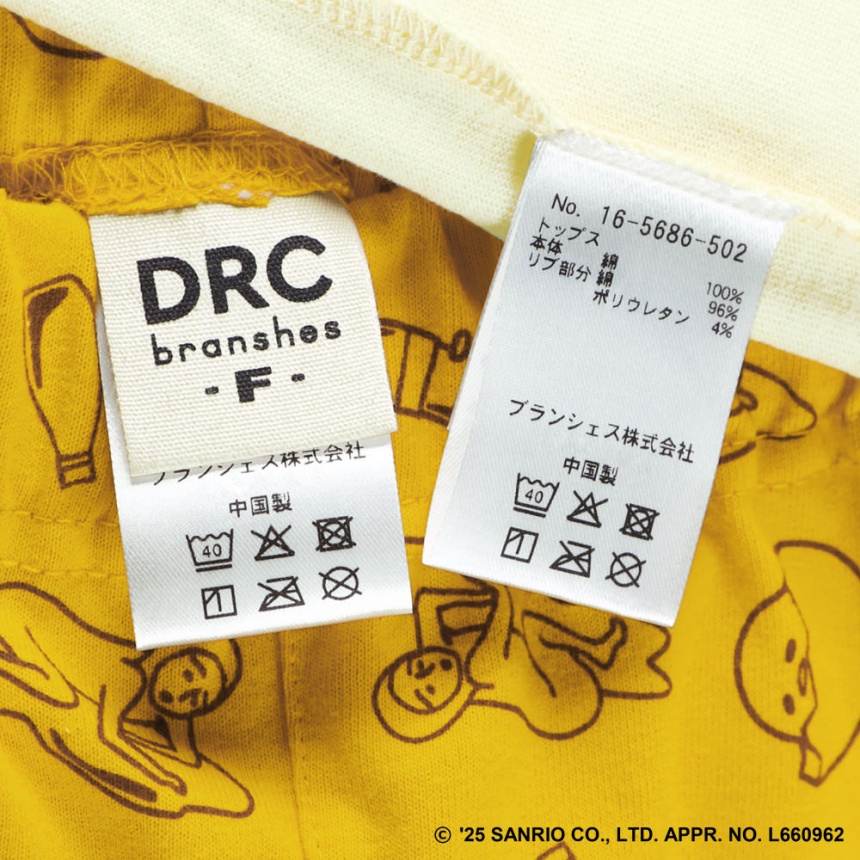 DRC
branshes
- F -
ブランシェス株式会社
中国製
40
No. 16-5686-502
トップス
本体 綿 100%
リブ部分 綿 96%
ポリウレタン 4%
ブランシェス株式会社
中国製
40
© '25 SANRIO CO., LTD. APPR. NO. L660962